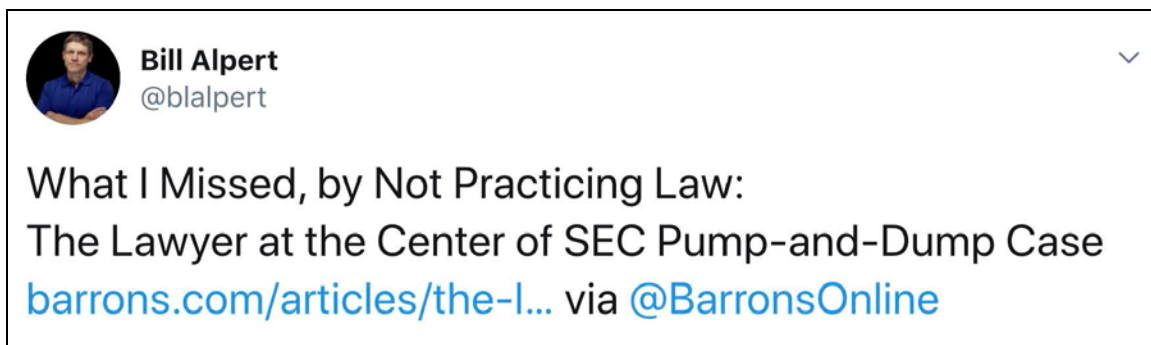 Bill Alpert
@blalpert
What I Missed, by Not Practicing Law:
The Lawyer at the Center of SEC Pump-and-Dump Case
barrons.com/articles/the-l... via @BarronsOnline